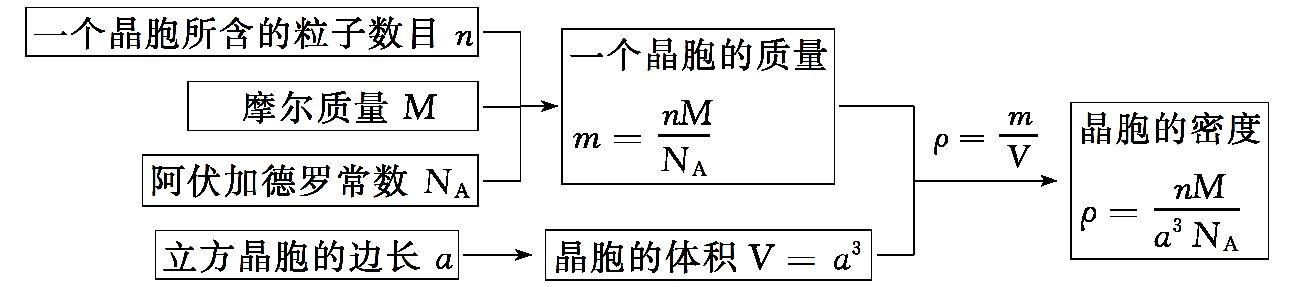 一个晶胞所含的粒子数目 n
摩尔质量 M
阿伏加德罗常数 N_A
立方晶胞的边长 a
一个晶胞的质量
m = nM/N_A
晶胞的体积 V = a³
ρ = m/V
晶胞的密度
ρ = nM/a³ N_A